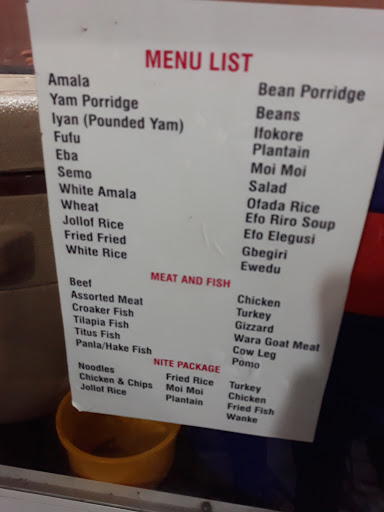 MENU LIST
Amala
Yam Porridge
Iyan (Pounded Yam)
Fufu
Eba
Semo
White Amala
Wheat
Jollof Rice
Fried Fried
White Rice
Bean Porridge
Beans
Ifokore
Plantain
Moi Moi
Salad
Ofada Rice
Efo Riro Soup
Efo Elegusi
Gbegiri
Ewedu
MEAT AND FISH
Beef
Assorted Meat
Croaker Fish
Tilapia Fish
Titus Fish
Panla/Hake Fish
Chicken
Turkey
Gizzard
Wara Goat Meat
Cow Leg
Pomo
NITE PACKAGE
Noodles
Chicken & Chips
Jollof Rice
Fried Rice
Moi Moi
Plantain
Turkey
Chicken
Fried Fish
Wanke